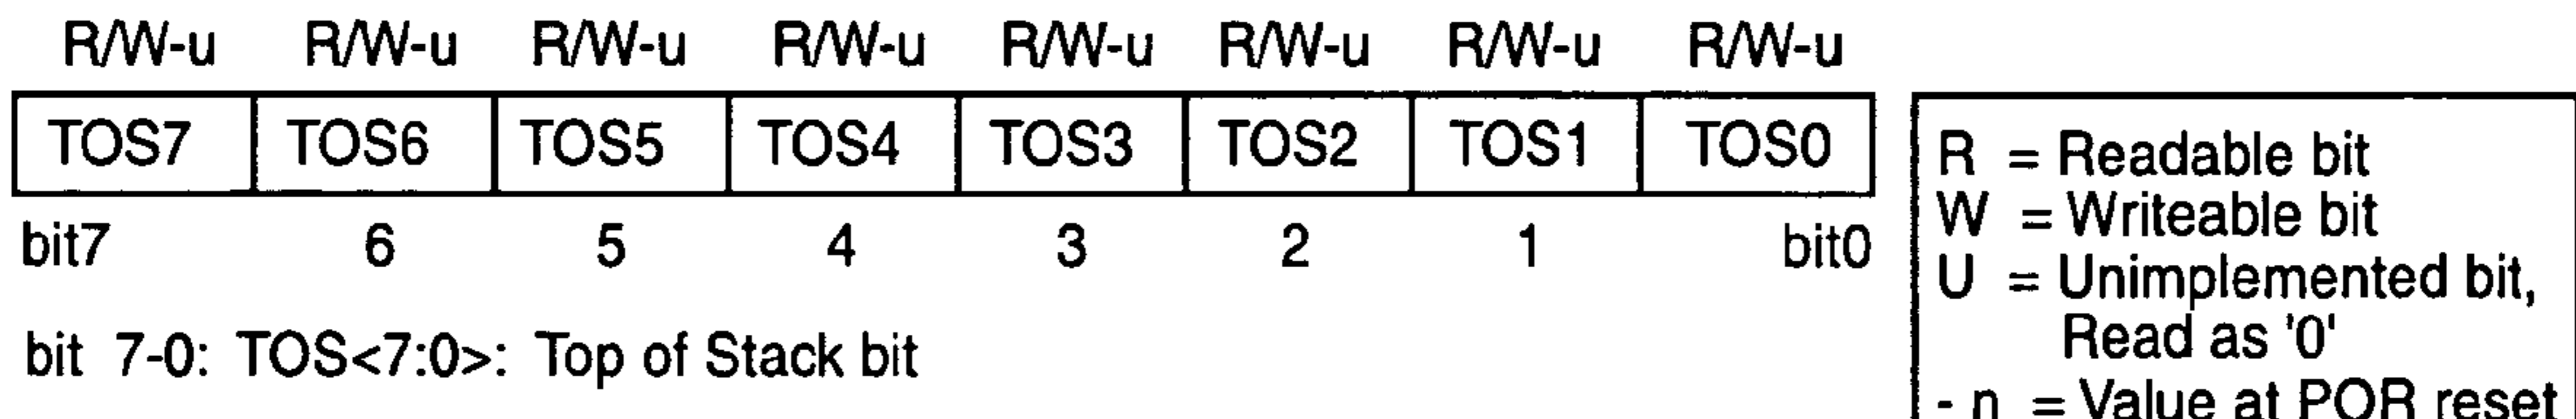 R/W-u R/W-u R/W-u R/W-u R/W-u R/W-u R/W-u R/W-u
TOS7 TOS6 TOS5 TOS4 TOS3 TOS2 TOS1 TOS0
bit7 6 5 4 3 2 1 bit0
bit 7-0: TOS<7:0>: Top of Stack bit
R = Readable bit
W = Writeable bit
U = Unimplemented bit,
Read as '0'
- n = Value at POR reset